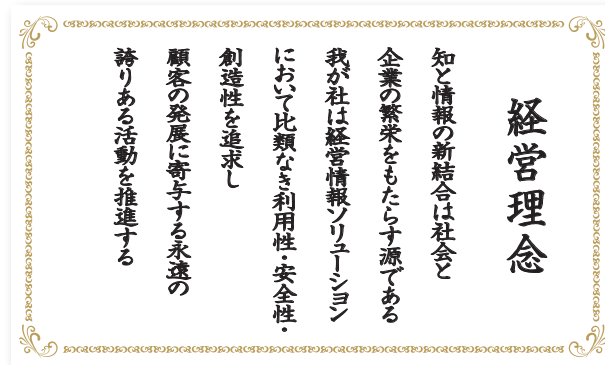 経営理念
知と情報の新結合は社会と
企業の繁栄をもたらす源である
我が社は経営情報ソリューション
において比類なき利用性・安全性・
創造性を追求し
顧客の発展に寄与する永遠の
誇りある活動を推進する